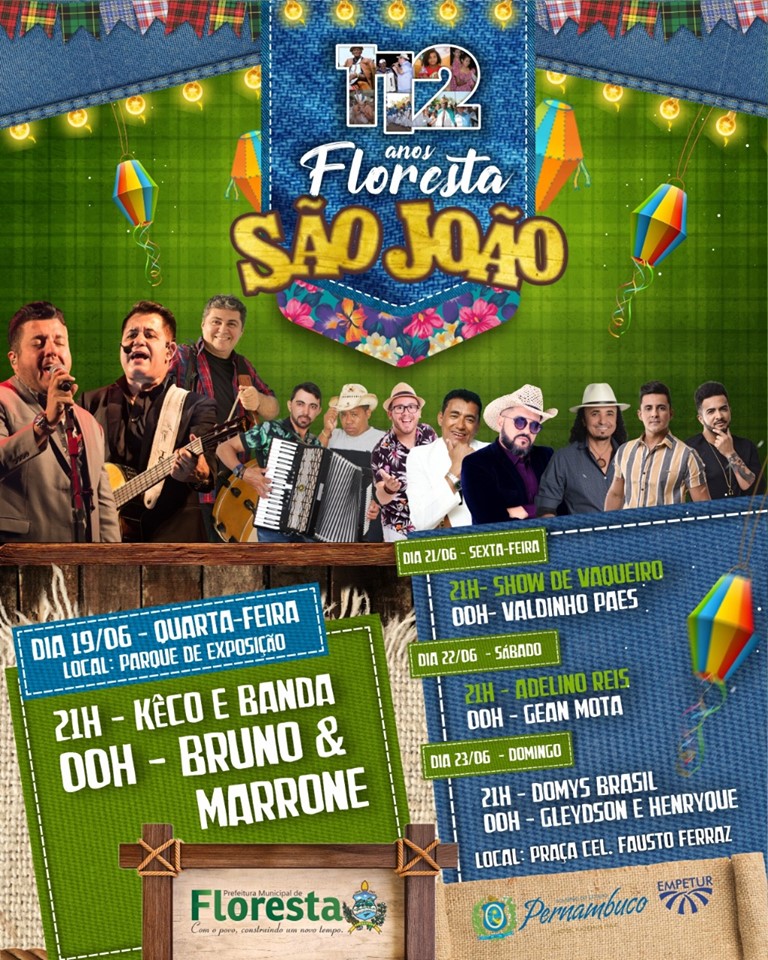 112
anos
Floresta
SÃO JOÃO
DIA 19/06 - QUARTA-FEIRA
LOCAL: PARQUE DE EXPOSIÇÃO
21H - KÊCO E BANDA
00H - BRUNO &
MARRONE
DIA 21/06 - SEXTA-FEIRA
21H- SHOW DE VAQUEIRO
00H- VALDINHO PAES
DIA 22/06 - SÁBADO
21H - ADELINO REIS
00H - GEAN MOTA
DIA 23/06 - DOMINGO
21H - DOMYS BRASIL
00H - GLEYDSON E HENRYQUE
LOCAL: PRAÇA CEL. FAUSTO FERRAZ
Prefeitura Municipal de
Floresta
Com o povo, construindo um novo tempo.
Pernambuco
EMPETUR